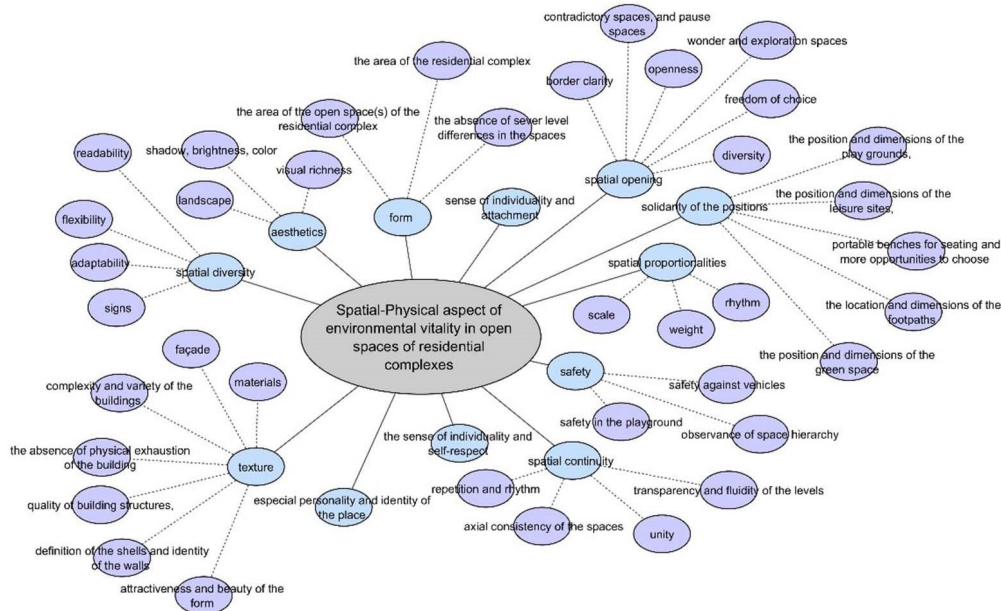 contradictory spaces, and pause
spaces
wonder and exploration spaces
the area of the residential complex
openness
border clarity
freedom of choice
the area of the open space(s) of the
residential complex
the absence of sever level
differences in the spaces
the position and dimensions of the
play grounds,
readability
shadow, brightness, color
visual richness
diversity
spatial opening
landscape
sense of individuality and
attachment
the position and dimensions of the
leisure sites,
solidarity of the positions
flexibility
form
aesthetics
portable benches for seating and
more opportunities to choose
adaptability
spatial diversity
spatial proportionalities
signs
scale
weight
rhythm
the location and dimensions of the
footpaths
Spatial-Physical aspect of
environmental vitality in open
spaces of residential
complexes
façade
the position and dimensions of the
green space
safety
complexity and variety of the
buildings
materials
safety against vehicles
safety in the playground
observance of space hierarchy
the sense of individuality and
self-respect
the absence of physical exhaustion
of the building
texture
spatial continuity
repetition and rhythm
transparency and fluidity of the levels
quality of building structures,
especial personality and identity of
the place
axial consistency of the spaces
unity
definition of the shells and identity
of the walls
attractiveness and beauty of the
form